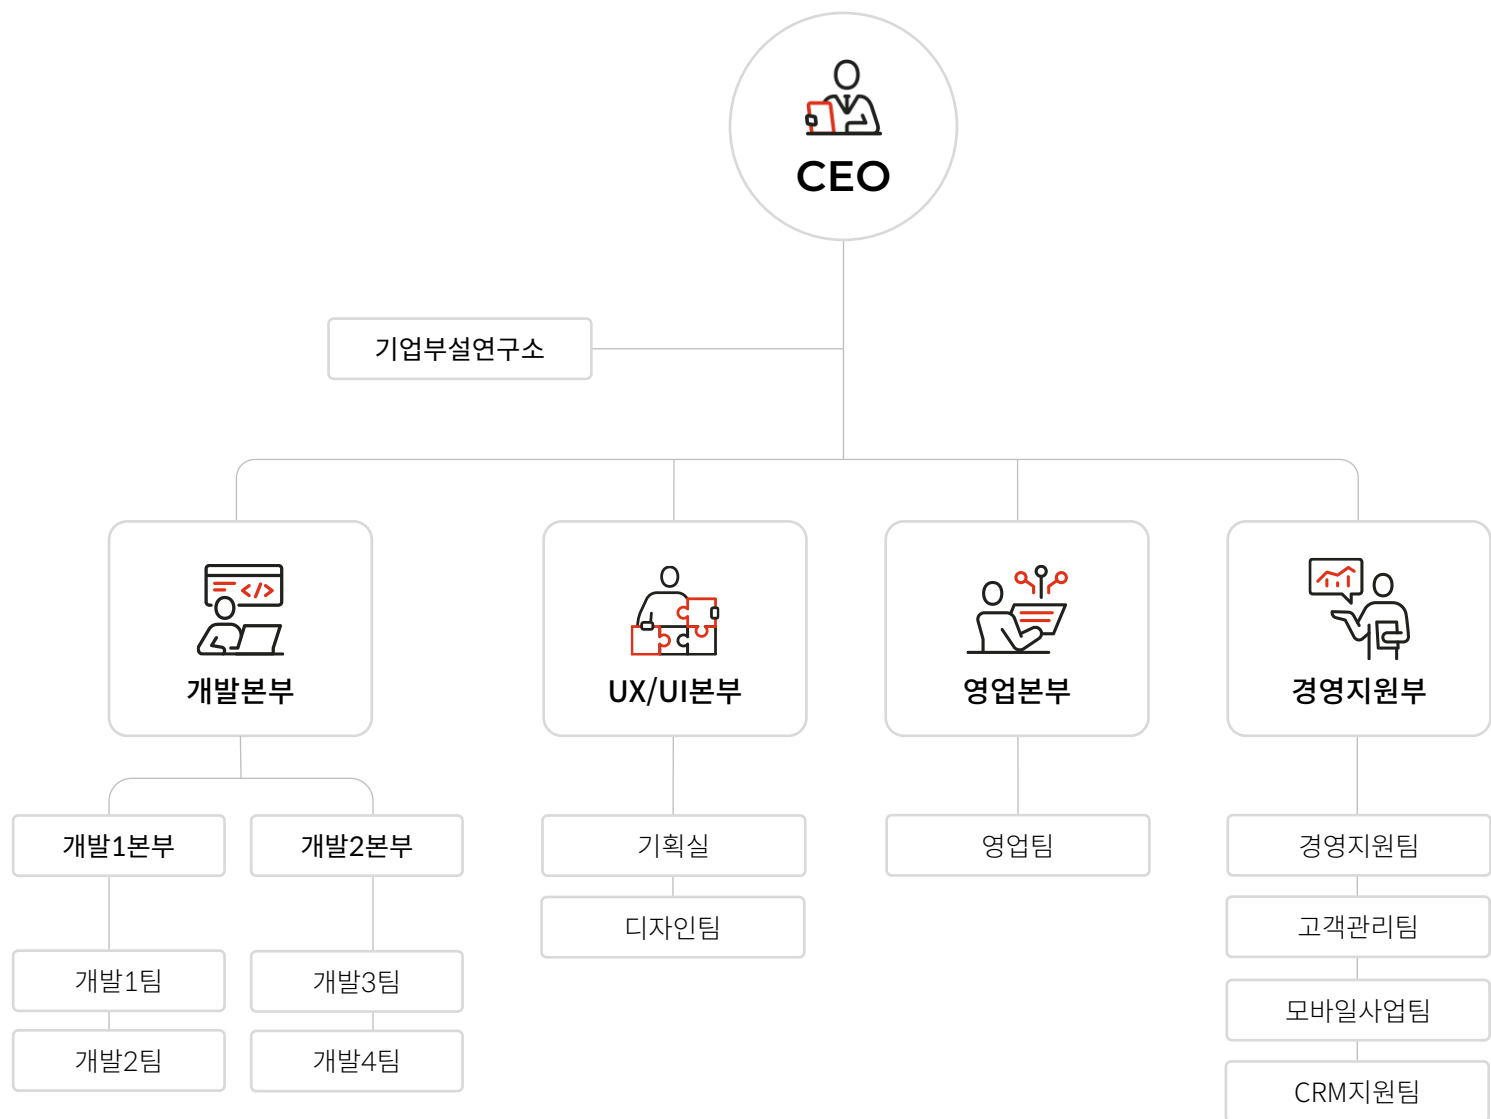 CEO
기업부설연구소
</>
개발본부
UX/UI본부
영업본부
경영지원부
개발1본부
개발2본부
기획실
영업팀
경영지원팀
디자인팀
고객관리팀
개발1팀
개발3팀
모바일사업팀
개발2팀
개발4팀
CRM지원팀